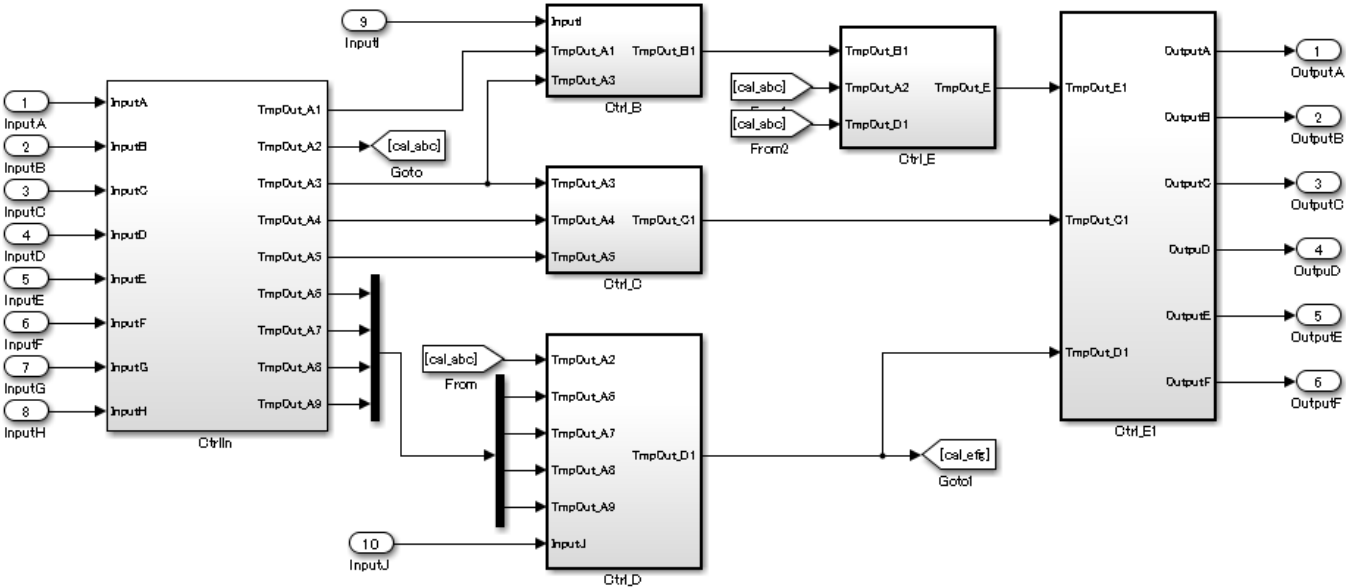 9
InputI
InputI
TmpOut_A1
TmpOut_A3
TmpOut_B1
Ctrl_B
TmpOut_B1
[cal_abc]
TmpOut_A2
TmpOut_E
[cal_abc]
TmpOut_D1
From2
Ctrl_E
TmpOut_E1
TmpOut_C1
TmpOut_D1
OutputA
OutputB
OutputC
OutpuD
OutputE
OutputF
Ctrl_E1
1
OutputA
2
OutputB
3
OutputC
4
OutpuD
5
OutputE
6
OutputF
1
InputA
2
InputB
3
InputC
4
InputD
5
InputE
6
InputF
7
InputG
8
InputH
InputA
InputB
InputC
InputD
InputE
InputF
InputG
InputH
TmpOut_A1
TmpOut_A2
TmpOut_A3
TmpOut_A4
TmpOut_A5
TmpOut_A6
TmpOut_A7
TmpOut_A8
TmpOut_A9
CtrlIn
[cal_abc]
Goto
TmpOut_A3
TmpOut_A4
TmpOut_A5
TmpOut_C1
Ctrl_C
[cal_abc]
From
TmpOut_A2
TmpOut_A6
TmpOut_A7
TmpOut_A8
TmpOut_A9
InputJ
TmpOut_D1
Ctrl_D
10
InputJ
[cal_efg]
Goto1